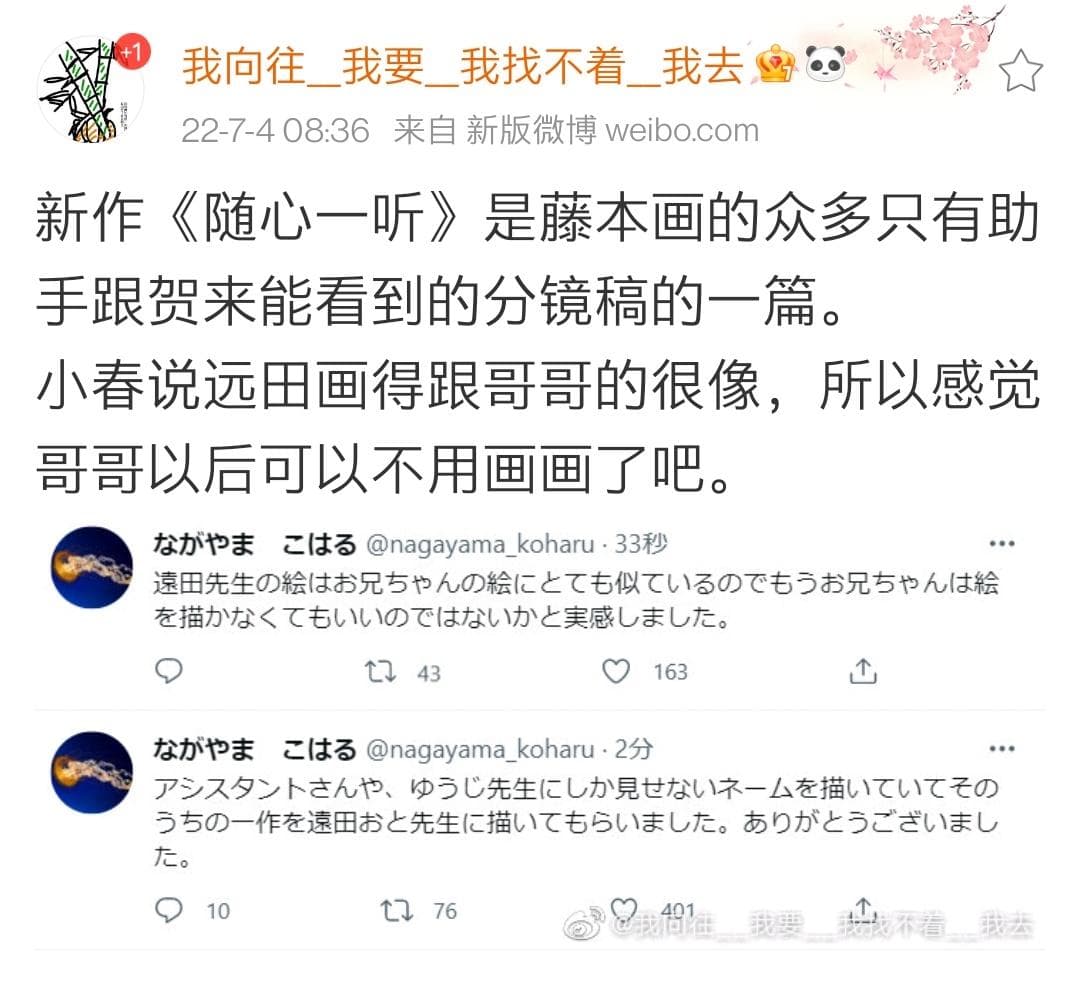 +1
我向往__我要__我找不着__我去
22-7-4 08:36 来自 新版微博 weibo.com
新作《随心一听》是藤本画的众多只有助
手跟贺来能看到的分镜稿的一篇。
小春说远田画得跟哥哥的很像，所以感觉
哥哥以后可以不用画画了吧。
ながやま　こはる @nagayama_koharu · 33秒
遠田先生の絵はお兄ちゃんの絵にとても似ているのでもうお兄ちゃんは絵
を描かなくてもいいのではないかと実感しました。
43 163
ながやま　こはる @nagayama_koharu · 2分
アシスタントさんや、ゆうじ先生にしか見せないネームを描いていてその
うちの一作を遠田おと先生に描いてもらいました。ありがとうございまし
た。
10 76 401
@我向往__我要__我找不着__我去